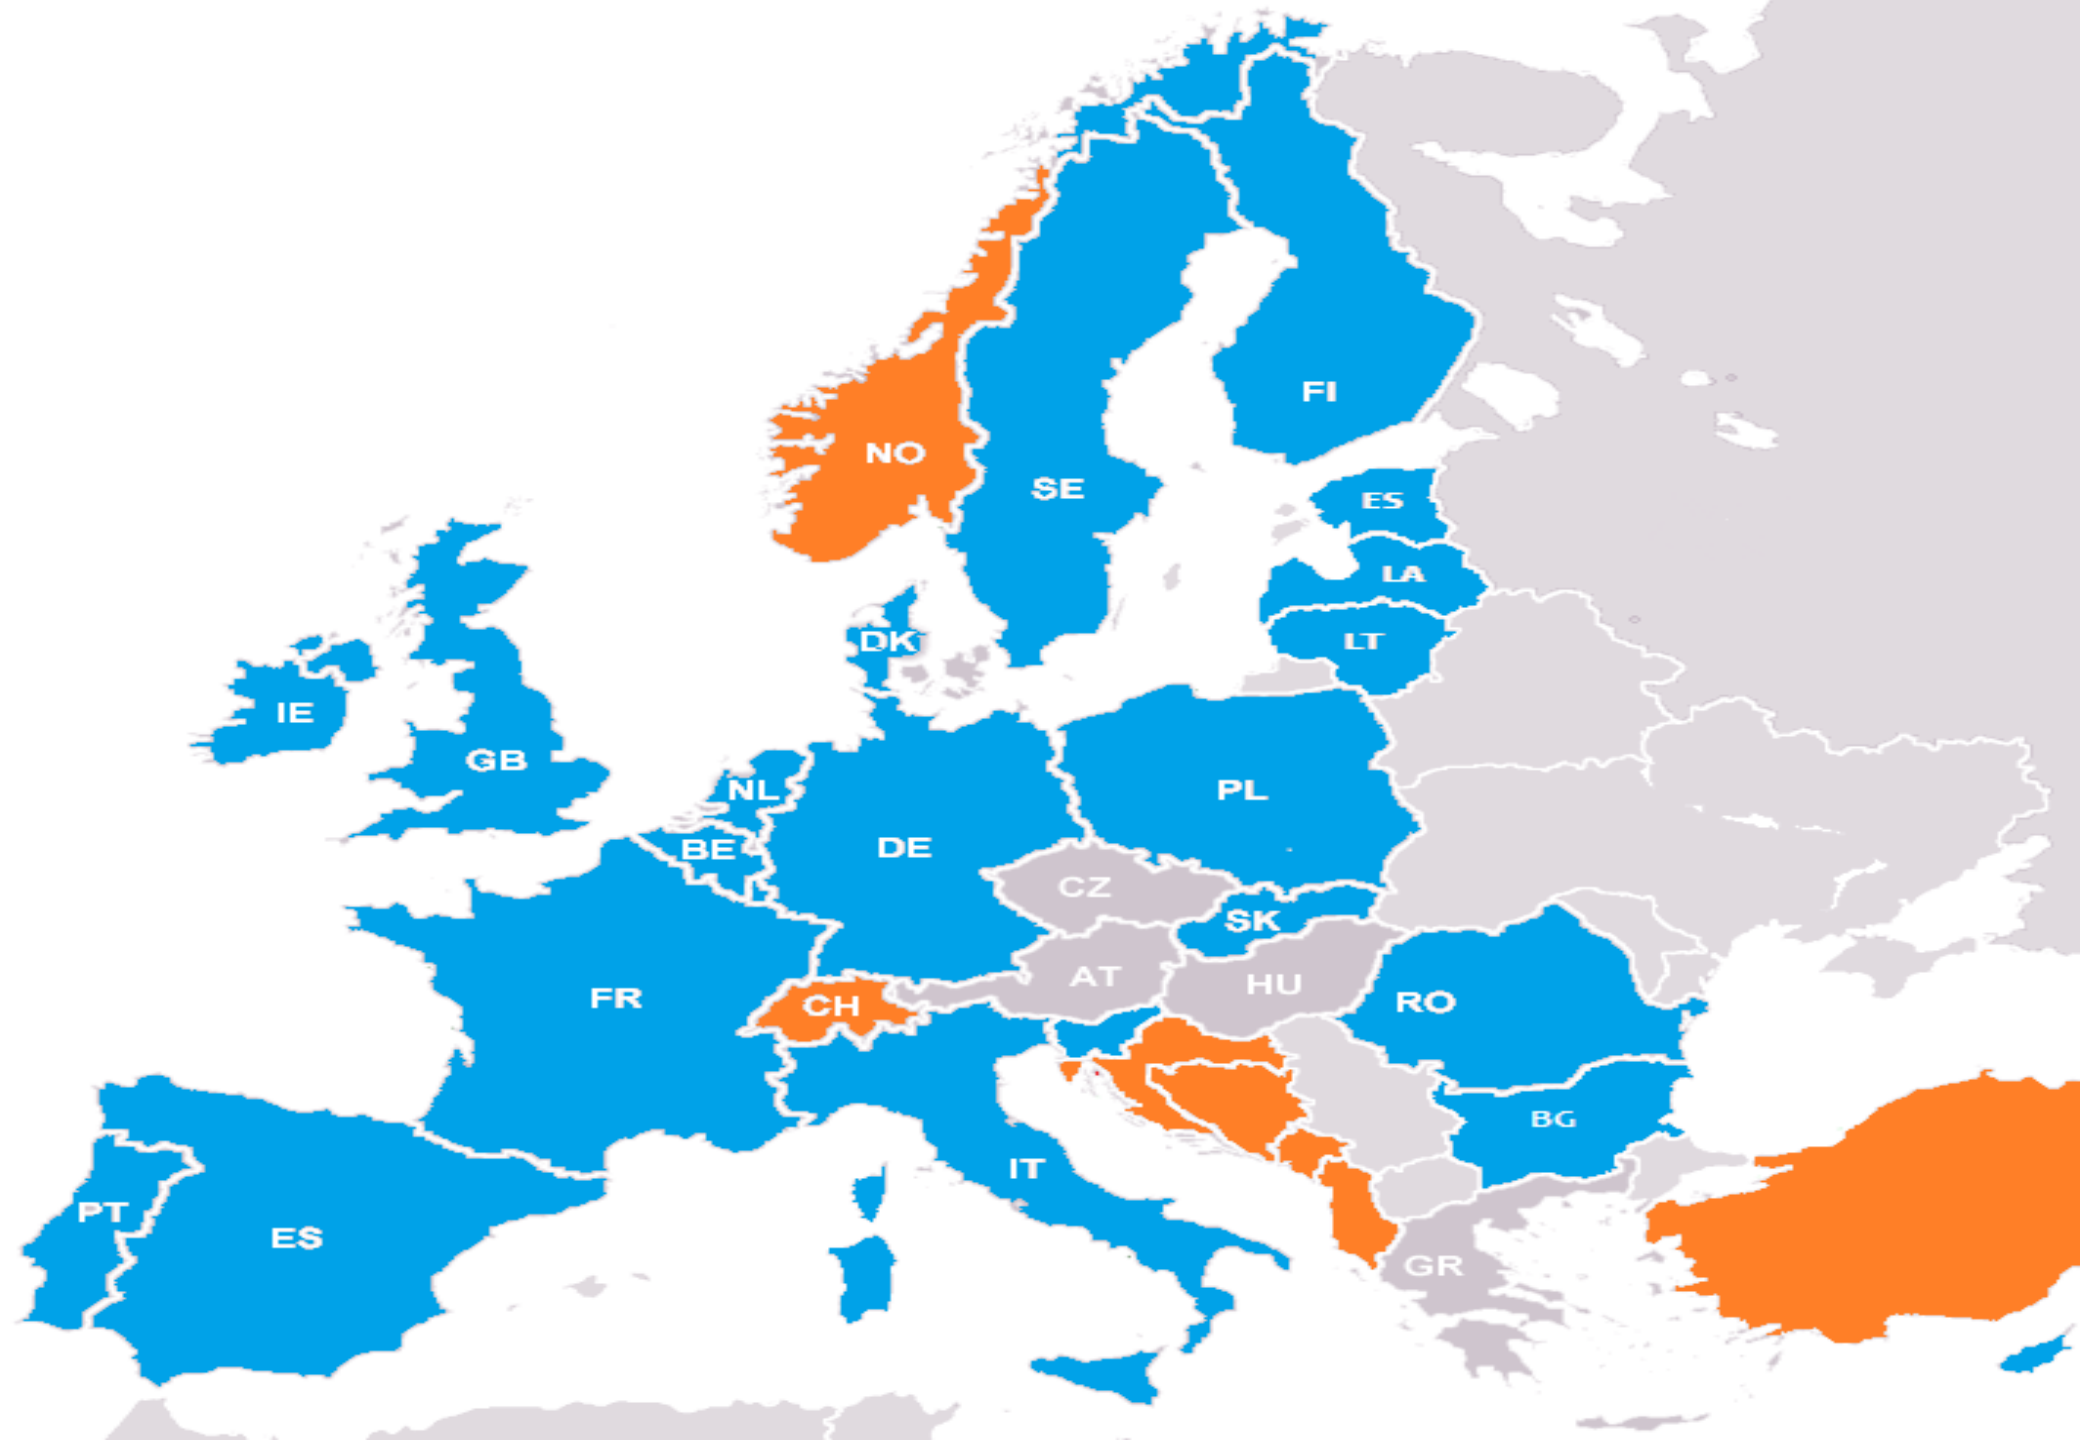 FI
NO
SE
ES
LA
DK
LT
IE
GB
NL
PL
BE
DE
CZ
SK
AT
HU
FR
CH
RO
BG
IT
PT
ES
GR